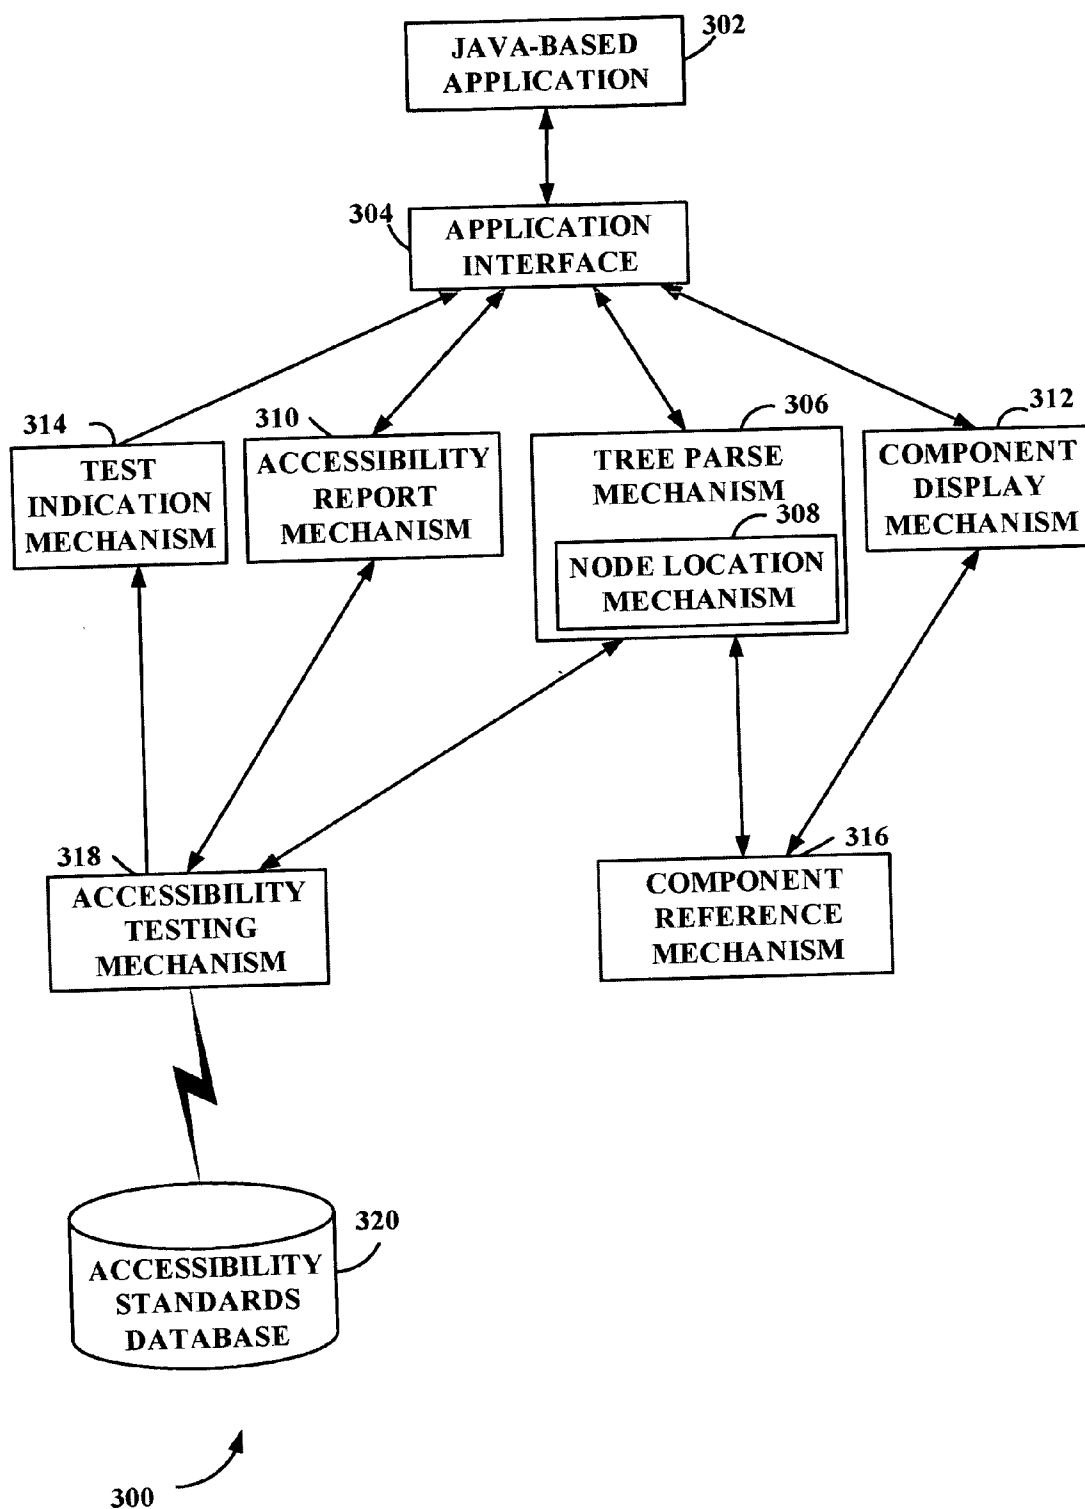 302
JAVA-BASED
APPLICATION
304
APPLICATION
INTERFACE
314
TEST
INDICATION
MECHANISM
310
ACCESSIBILITY
REPORT
MECHANISM
306
TREE PARSE
MECHANISM
308
NODE LOCATION
MECHANISM
312
COMPONENT
DISPLAY
MECHANISM
318
ACCESSIBILITY
TESTING
MECHANISM
316
COMPONENT
REFERENCE
MECHANISM
320
ACCESSIBILITY
STANDARDS
DATABASE
300